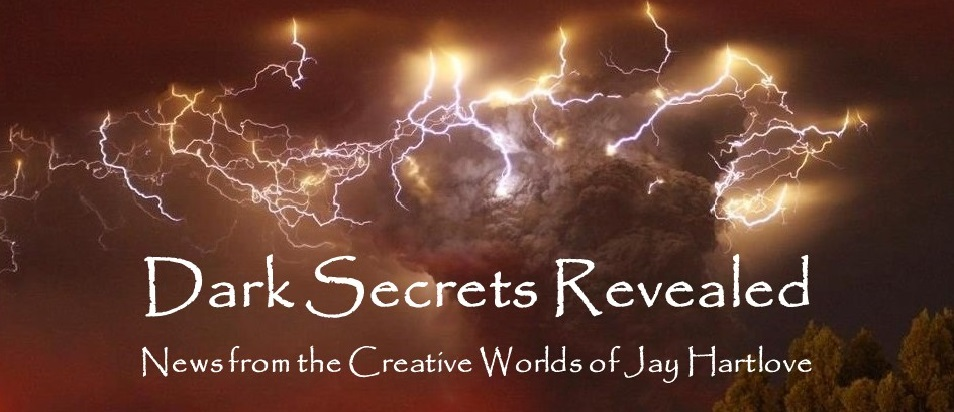 Dark Secrets Revealed
News from the Creative Worlds of Jay Hartlove